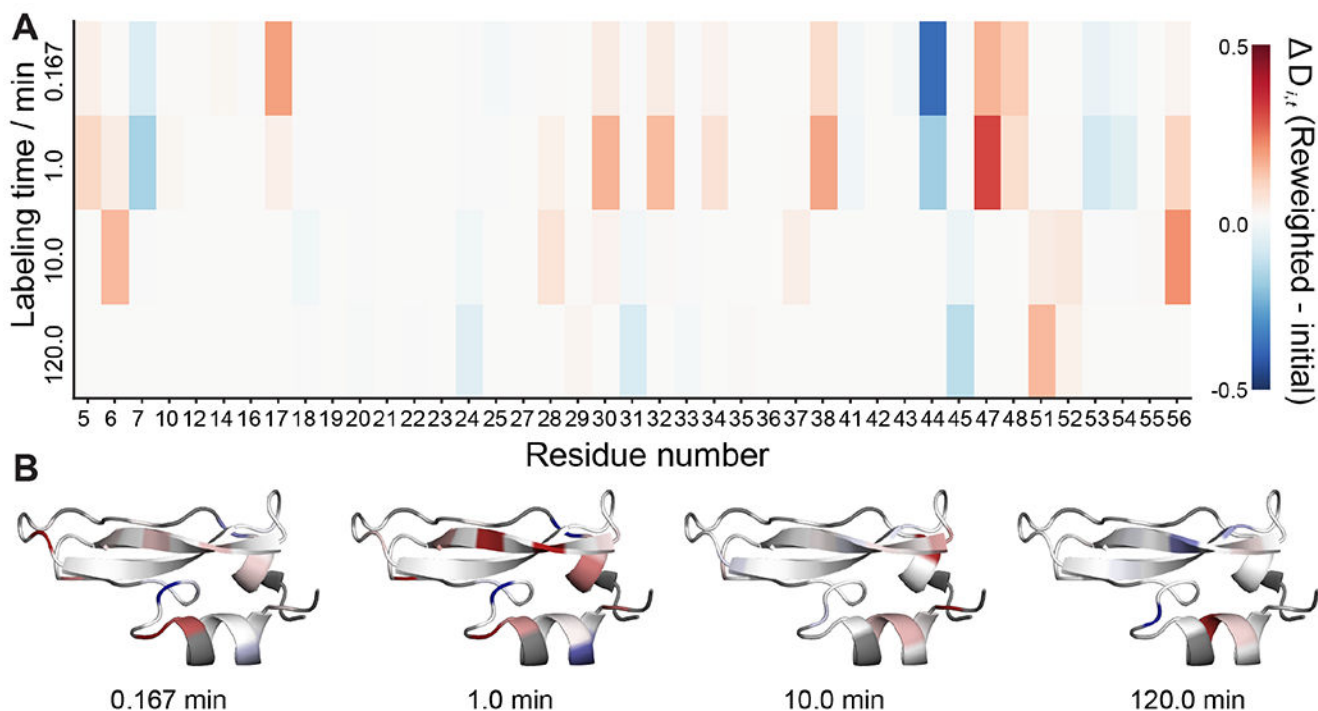 A
Labeling time / min
0.167
1.0
10.0
120.0
5 6 7 10 12 14 16 17 18 19 20 21 22 23 24 25 27 28 29 30 31 32 33 34 35 36 37 38 41 42 43 44 45 47 48 51 52 53 54 55 56
Residue number
0.5
0.0
-0.5
Δ D i,t (Reweighted - initial)
B
0.167 min
1.0 min
10.0 min
120.0 min